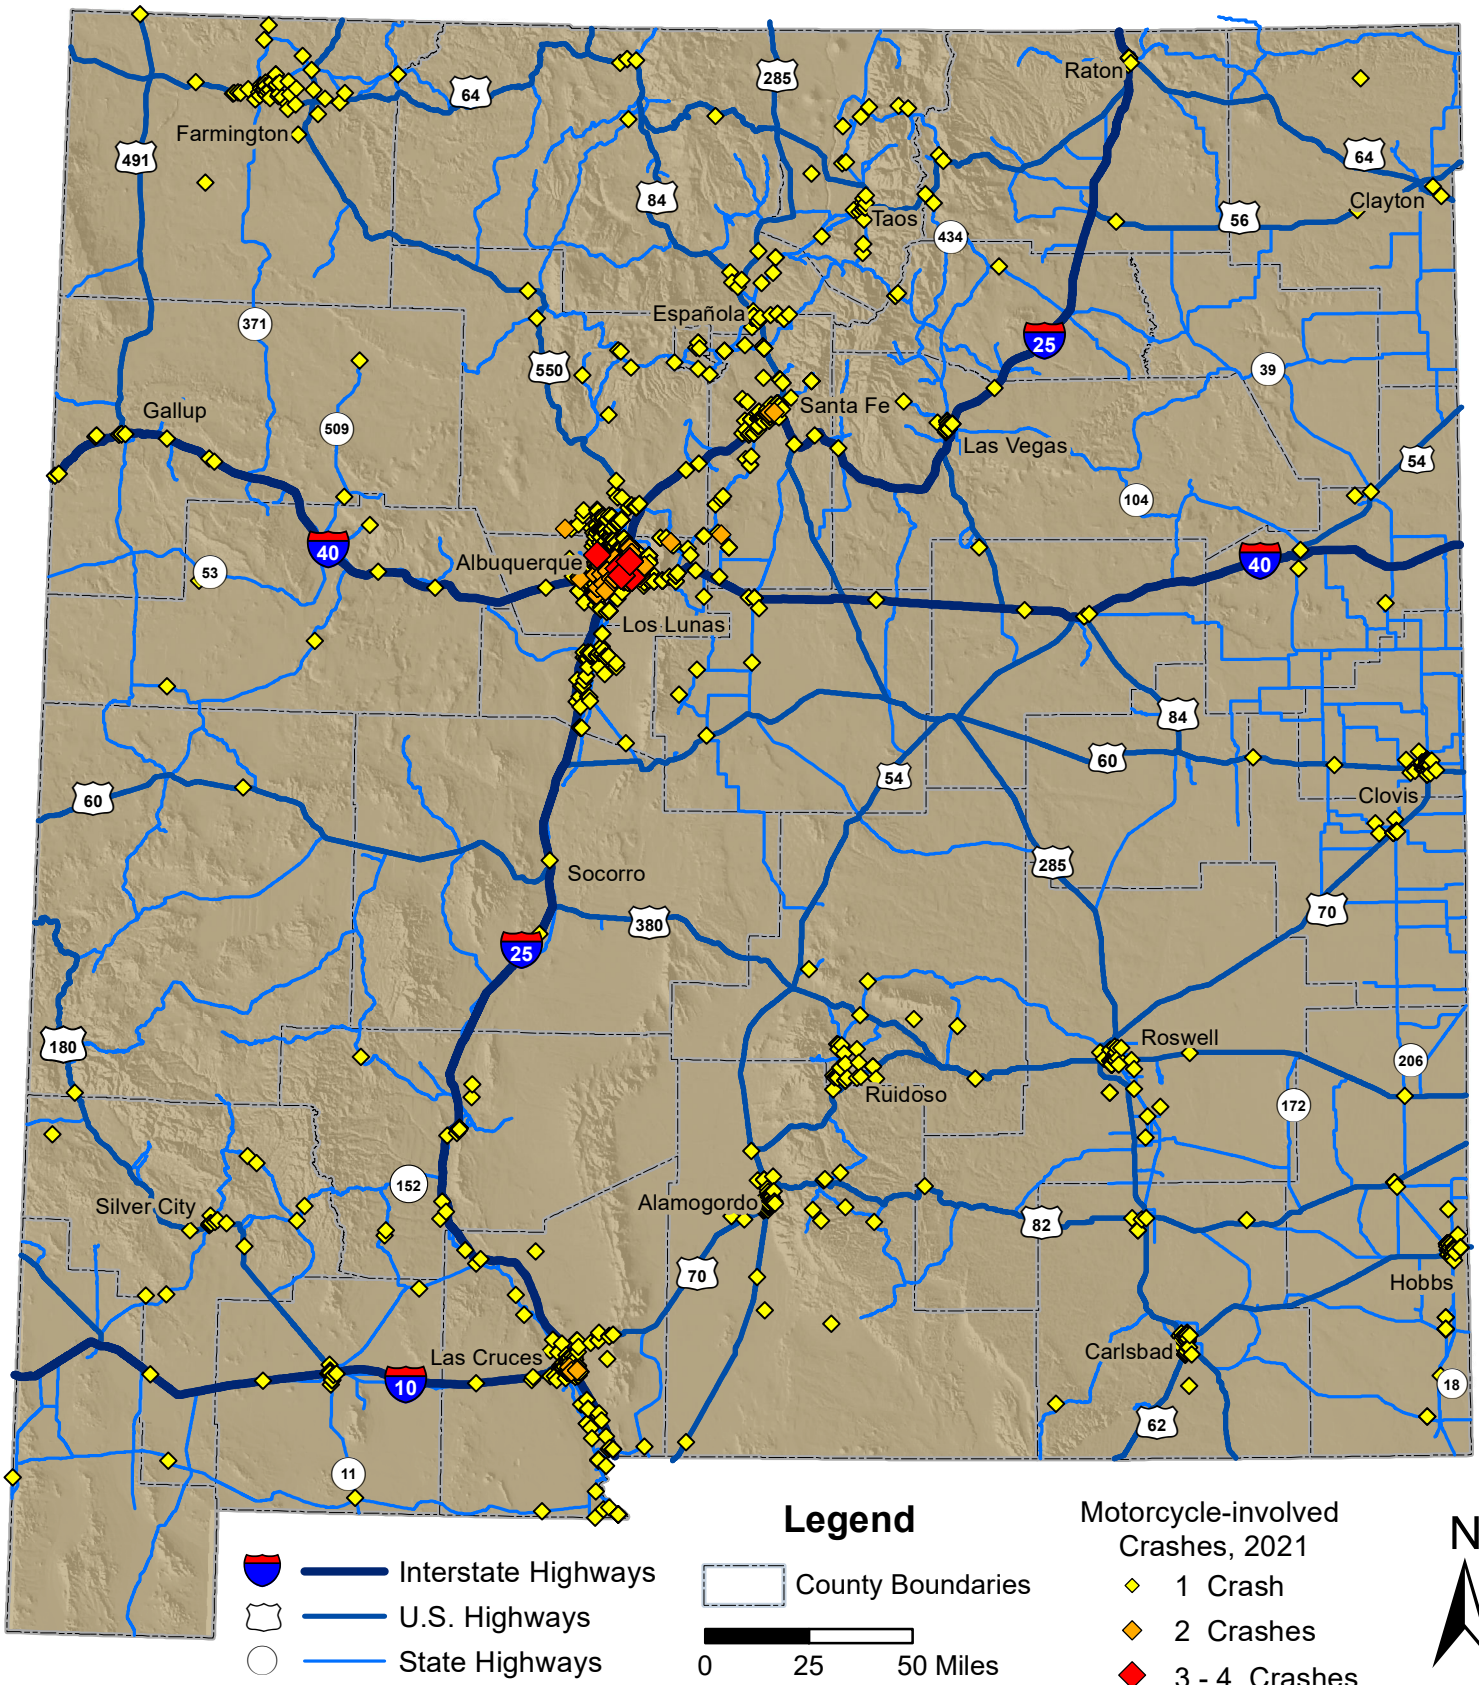 Raton
285
64
Farmington
491
64
84
Clayton
Taos
56
434
Española
371
25
550
39
Santa Fe
Gallup
509
Las Vegas
54
104
40
Albuquerque
40
53
Los Lunas
84
60
54
60
Clovis
285
Socorro
70
380
25
Roswell
180
206
Ruidoso
172
152
Silver City
Alamogordo
82
70
Hobbs
Las Cruces
Carlsbad
10
18
62
11
Legend
Interstate Highways
U.S. Highways
State Highways
County Boundaries
0 25 50 Miles
Motorcycle-involved
Crashes, 2021
1 Crash
2 Crashes
3 - 4 Crashes
N